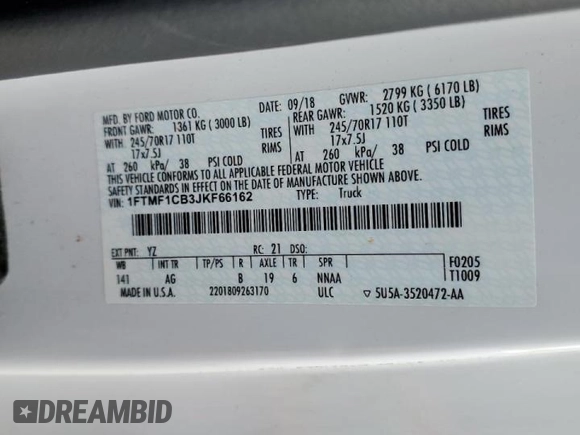 MFD. BY FORD MOTOR CO. DATE: 09/18 GVWR: 2799 KG ( 6170 LB)
FRONT GAWR: 1361 KG ( 3000 LB) REAR GAWR: 1520 KG ( 3350 LB)
WITH 245/70R17 110T TIRES WITH 245/70R17 110T TIRES
17x7.5J RIMS 17x7.5J RIMS
AT 260 kPa/ 38 PSI COLD AT 260 kPa/ 38 PSI COLD
THIS VEHICLE CONFORMS TO ALL APPLICABLE FEDERAL MOTOR VEHICLE
SAFETY STANDARDS IN EFFECT ON THE DATE OF MANUFACTURE SHOWN ABOVE.
VIN: 1FTMF1CB3JKF66162 TYPE: Truck
EXT PNT: YZ RC: 21 DSO:
WB INT TR TP/PS R AXLE TR SPR F0205
141 AG B 19 6 NNAA T1009
MADE IN U.S.A. 2201809263170 ULC ▽ 5U5A-3520472-AA
DREAMBID